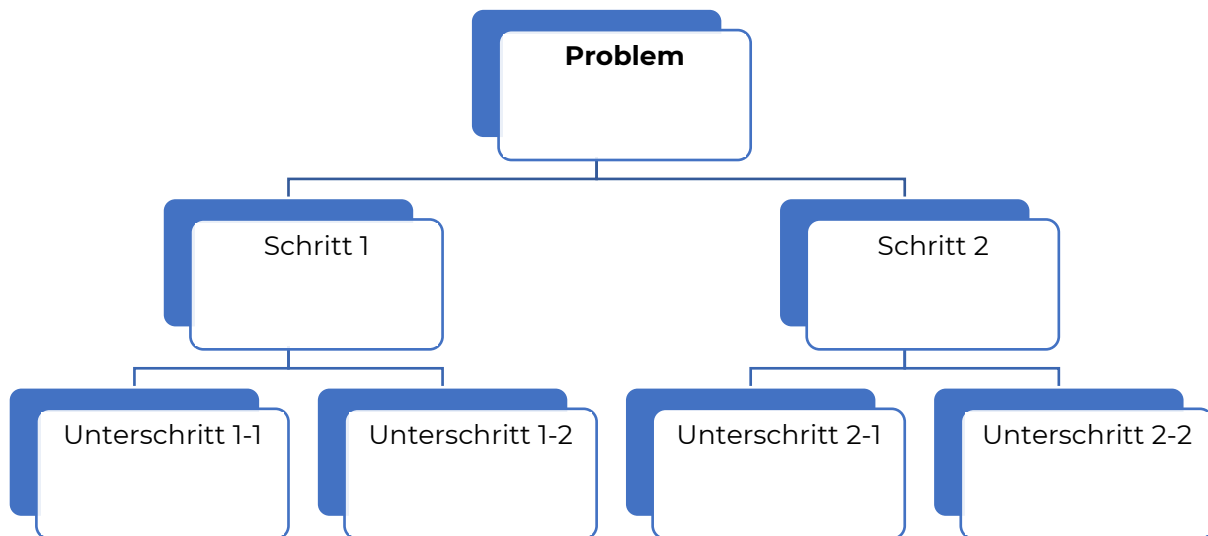 Problem
Schritt 1
Schritt 2
Unterschritt 1-1
Unterschritt 1-2
Unterschritt 2-1
Unterschritt 2-2